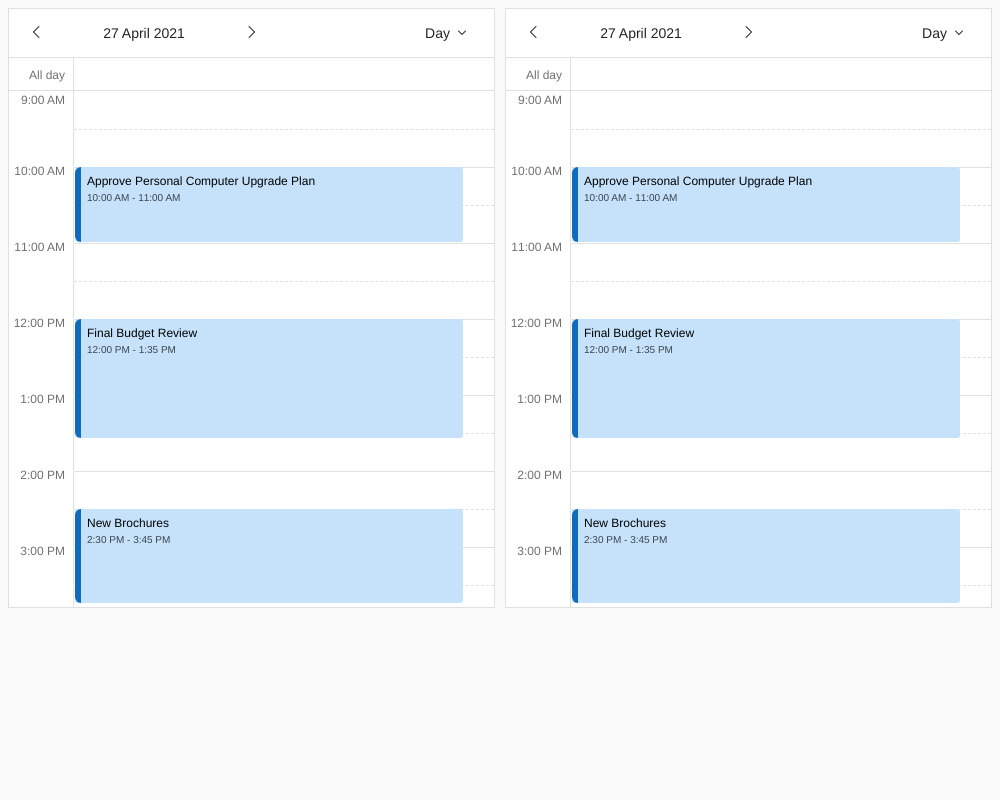 27 April 2021
Day
All day
9:00 AM
10:00 AM
Approve Personal Computer Upgrade Plan
10:00 AM - 11:00 AM
11:00 AM
12:00 PM
Final Budget Review
12:00 PM - 1:35 PM
1:00 PM
2:00 PM
New Brochures
2:30 PM - 3:45 PM
3:00 PM
27 April 2021
Day
All day
9:00 AM
10:00 AM
Approve Personal Computer Upgrade Plan
10:00 AM - 11:00 AM
11:00 AM
12:00 PM
Final Budget Review
12:00 PM - 1:35 PM
1:00 PM
2:00 PM
New Brochures
2:30 PM - 3:45 PM
3:00 PM